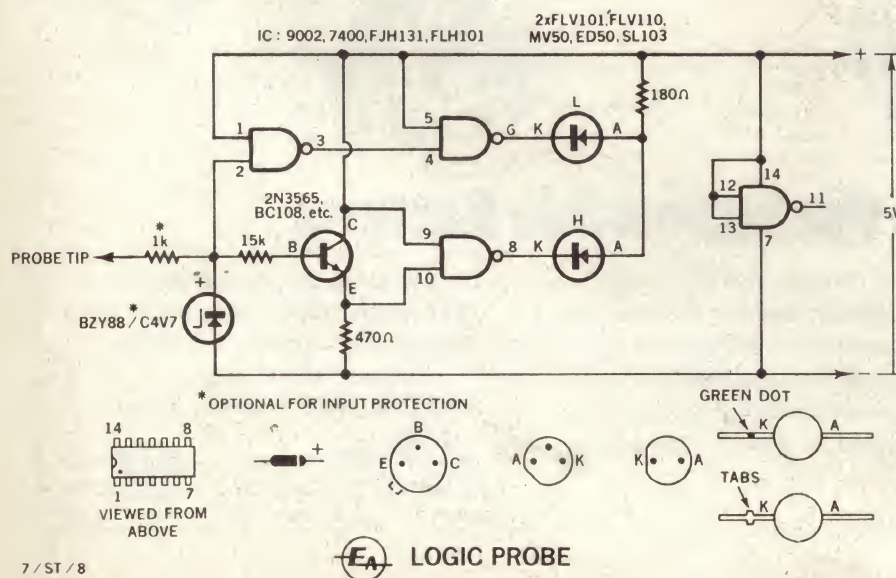 IC : 9002, 7400, FJH131, FLH101
2xFLV101, FLV110,
MV50, ED50, SL103
+
180Ω
L
1
2
3
5
4
G
K
A
14
12
13
11
7
5V
2N3565,
BC108, etc.
C
9
10
8
K
H
A
PROBE TIP
*
1k
15k
B
E
+
BZY88 / C4V7
*
470Ω
−
* OPTIONAL FOR INPUT PROTECTION
GREEN DOT
K
A
14
8
1
7
VIEWED FROM
ABOVE
+
B
E
C
A
K
K
A
TABS
K
A
EA
LOGIC PROBE
7 / ST / 8